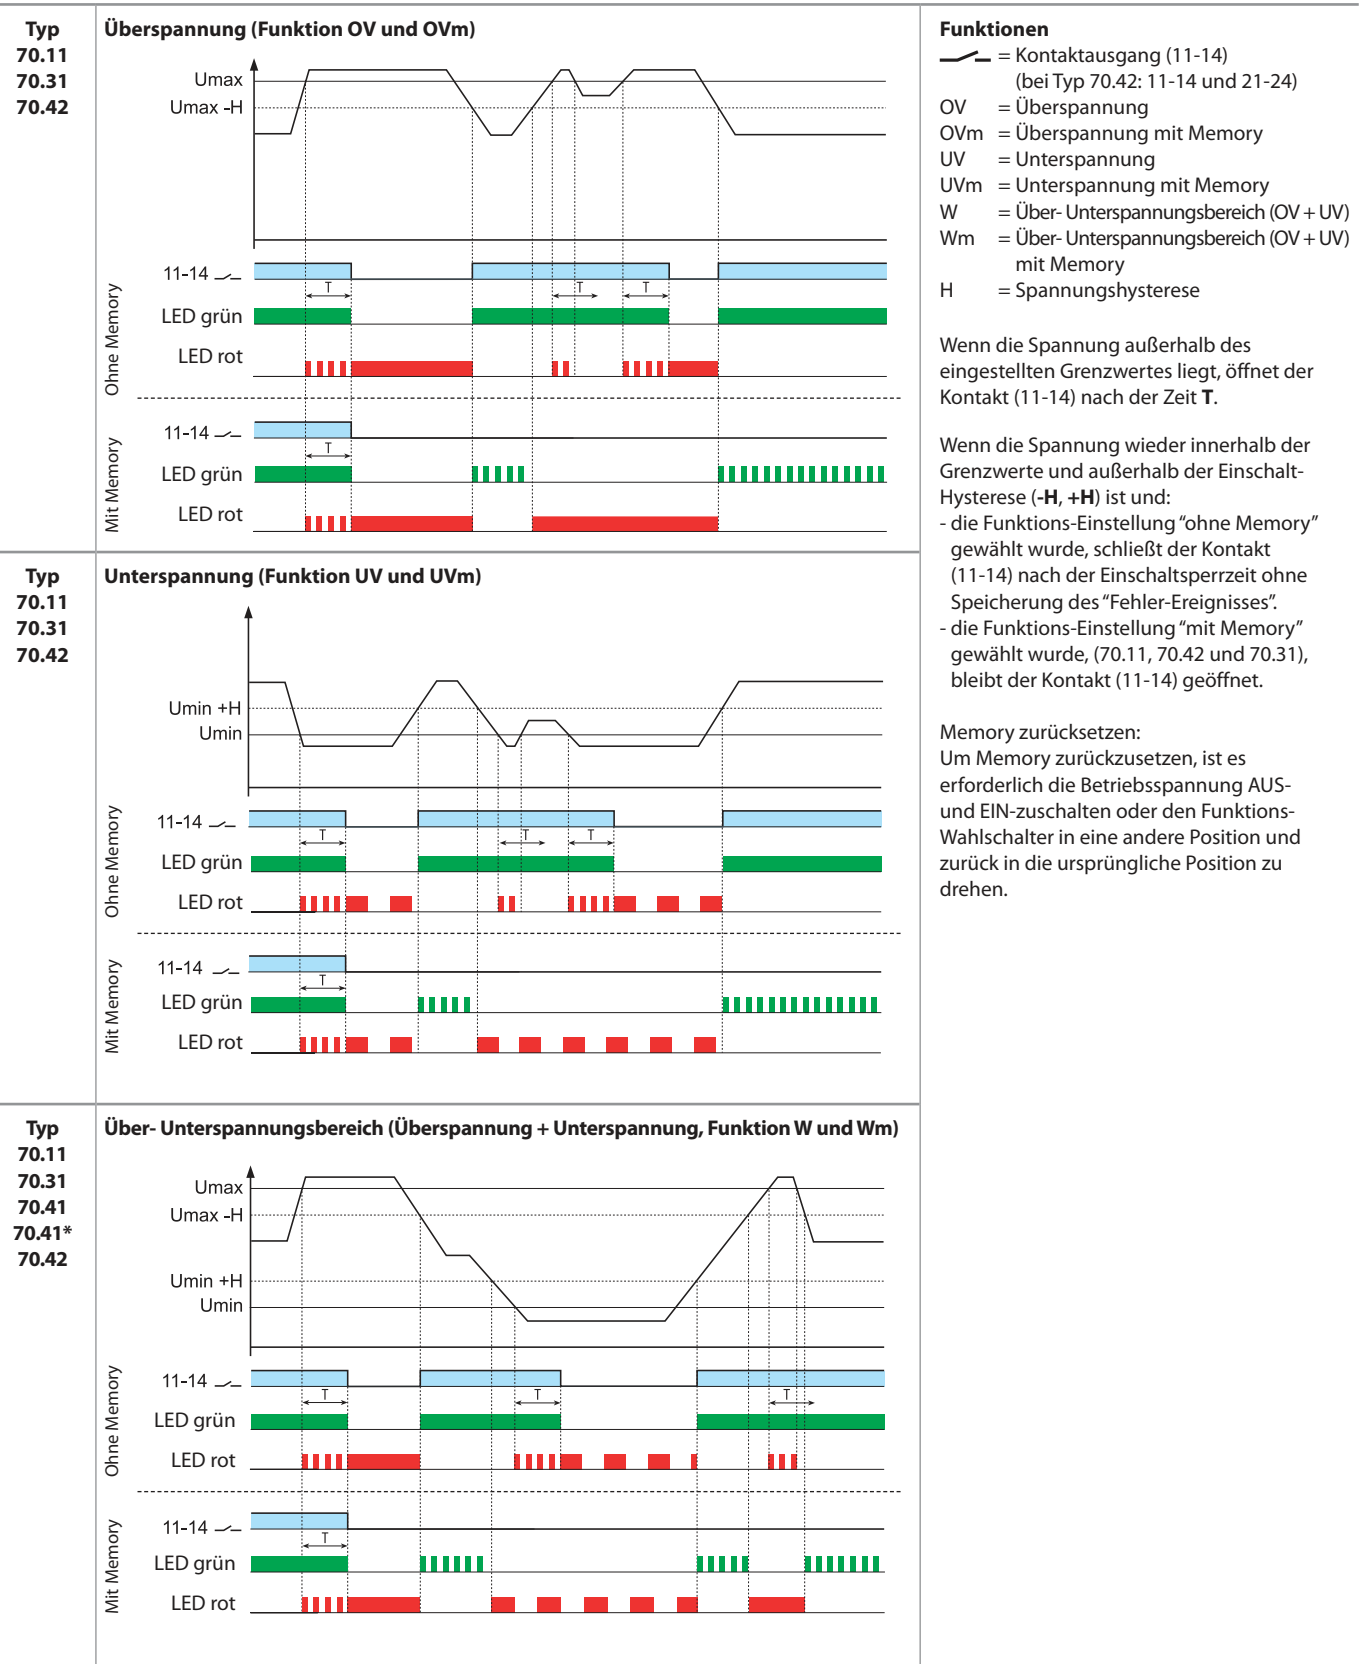 Typ
70.11
70.31
70.42
Überspannung (Funktion OV und OVm)
Umax
Umax -H
Ohne Memory
11-14
T
T
T
LED grün
LED rot
Mit Memory
11-14
T
LED grün
LED rot
Typ
70.11
70.31
70.42
Unterspannung (Funktion UV und UVm)
Umin +H
Umin
Ohne Memory
11-14
T
T
T
LED grün
LED rot
Mit Memory
11-14
T
LED grün
LED rot
Typ
70.11
70.31
70.41
70.41*
70.42
Über- Unterspannungsbereich (Überspannung + Unterspannung, Funktion W und Wm)
Umax
Umax -H
Umin +H
Umin
Ohne Memory
11-14
T
T
T
LED grün
LED rot
Mit Memory
11-14
T
LED grün
LED rot
Funktionen
= Kontaktausgang (11-14)
(bei Typ 70.42: 11-14 und 21-24)
OV = Überspannung
OVm = Überspannung mit Memory
UV = Unterspannung
UVm = Unterspannung mit Memory
W = Über- Unterspannungsbereich (OV + UV)
Wm = Über- Unterspannungsbereich (OV + UV)
mit Memory
H = Spannungshysterese
Wenn die Spannung außerhalb des
eingestellten Grenzwertes liegt, öffnet der
Kontakt (11-14) nach der Zeit T.
Wenn die Spannung wieder innerhalb der
Grenzwerte und außerhalb der Einschalt-
Hysterese (-H, +H) ist und:
- die Funktions-Einstellung “ohne Memory”
gewählt wurde, schließt der Kontakt
(11-14) nach der Einschaltsperrzeit ohne
Speicherung des “Fehler-Ereignisses”.
- die Funktions-Einstellung “mit Memory”
gewählt wurde, (70.11, 70.42 und 70.31),
bleibt der Kontakt (11-14) geöffnet.
Memory zurücksetzen:
Um Memory zurückzusetzen, ist es
erforderlich die Betriebsspannung AUS-
und EIN-zuschalten oder den Funktions-
Wahlschalter in eine andere Position und
zurück in die ursprüngliche Position zu
drehen.